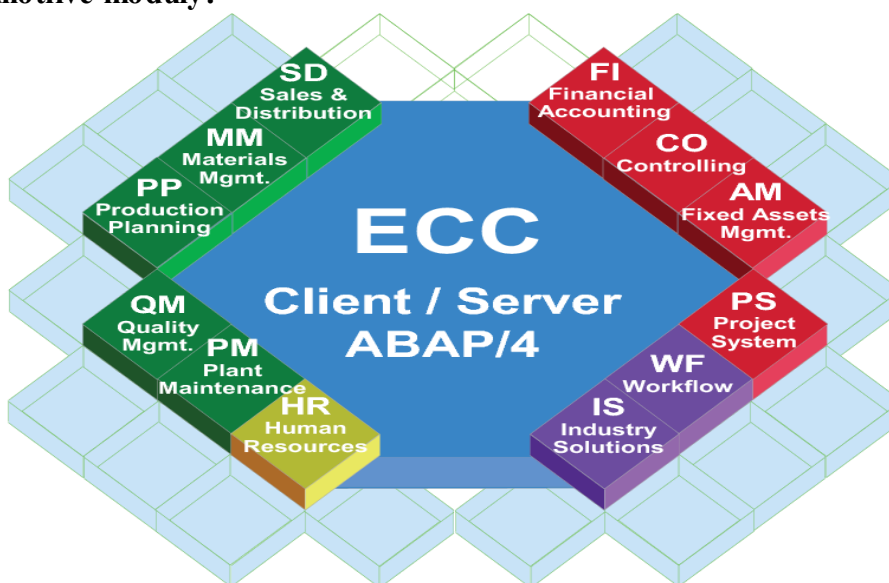 moduly?
SD
Sales &
Distribution
MM
Materials
Mgmt.
PP
Production
Planning
FI
Financial
Accounting
CO
Controlling
AM
Fixed Assets
Mgmt.
ECC
Client / Server
ABAP/4
QM
Quality
Mgmt.
PM
Plant
Maintenance
HR
Human
Resources
PS
Project
System
WF
Workflow
IS
Industry
Solutions